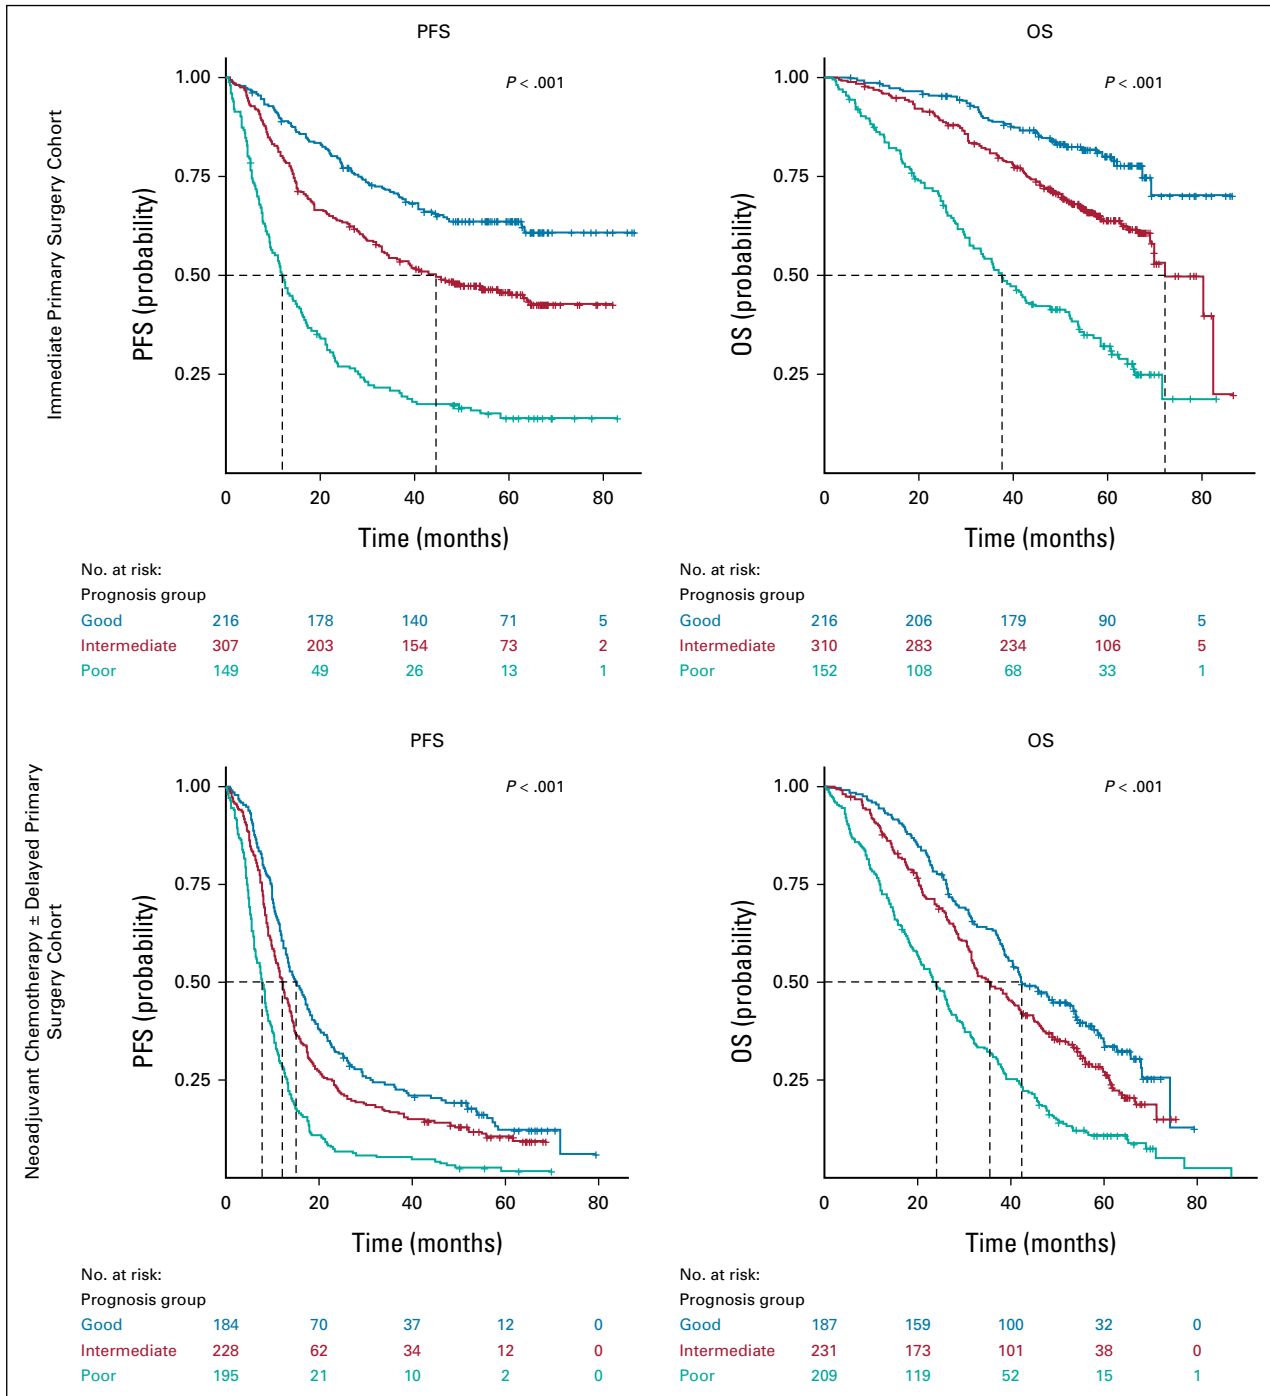 Immediate Primary Surgery Cohort
PFS
P < .001
PFS (probability)
1.00
0.75
0.50
0.25
0 20 40 60 80
Time (months)
No. at risk:
Prognosis group
Good 216 178 140 71 5
Intermediate 307 203 154 73 2
Poor 149 49 26 13 1
OS
P < .001
OS (probability)
1.00
0.75
0.50
0.25
0 20 40 60 80
Time (months)
No. at risk:
Prognosis group
Good 216 206 179 90 5
Intermediate 310 283 234 106 5
Poor 152 108 68 33 1
Neoadjuvant Chemotherapy ± Delayed Primary
Surgery Cohort
PFS
P < .001
PFS (probability)
1.00
0.75
0.50
0.25
0 20 40 60 80
Time (months)
No. at risk:
Prognosis group
Good 184 70 37 12 0
Intermediate 228 62 34 12 0
Poor 195 21 10 2 0
OS
P < .001
OS (probability)
1.00
0.75
0.50
0.25
0 20 40 60 80
Time (months)
No. at risk:
Prognosis group
Good 187 159 100 32 0
Intermediate 231 173 101 38 0
Poor 209 119 52 15 1